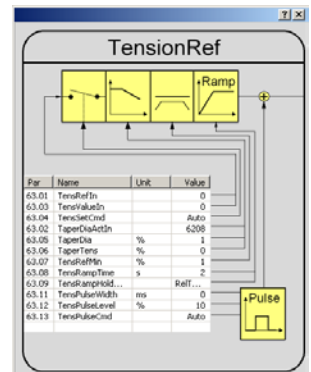 TensionRef
Ramp
Par Name Unit Value
63.01 TensRefIn 0
63.03 TensValueIn 0
63.04 TensSetCmd Auto
63.02 TaperDiaActIn 6208
63.05 TaperDia % 1
63.06 TaperTens % 0
63.07 TensRefMin % 1
63.08 TensRampTime s 2
63.09 TensRampHold... RelT...
63.11 TensPulseWidth ms 0
63.12 TensPulseLevel % 10
63.13 TensPulseCmd Auto
Pulse